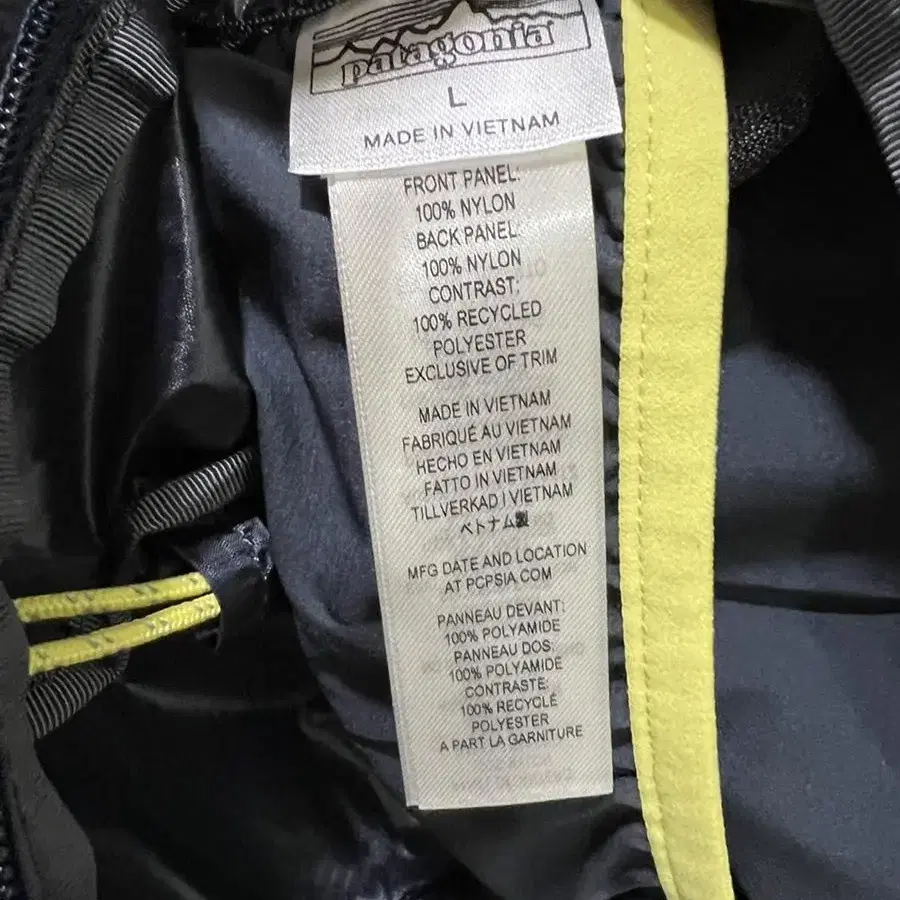 patagonia
L
MADE IN VIETNAM
FRONT PANEL:
100% NYLON
BACK PANEL:
100% NYLON
CONTRAST:
100% RECYCLED
POLYESTER
EXCLUSIVE OF TRIM
MADE IN VIETNAM
FABRIQUÉ AU VIETNAM
HECHO EN VIETNAM
FATTO IN VIETNAM
TILLVERKAD I VIETNAM
ベトナム製
MFG DATE AND LOCATION
AT PCPSIA.COM
PANNEAU DEVANT:
100% POLYAMIDE
PANNEAU DOS:
100% POLYAMIDE
CONTRASTE:
100% RECYCLÉ
POLYESTER
A PART LA GARNITURE